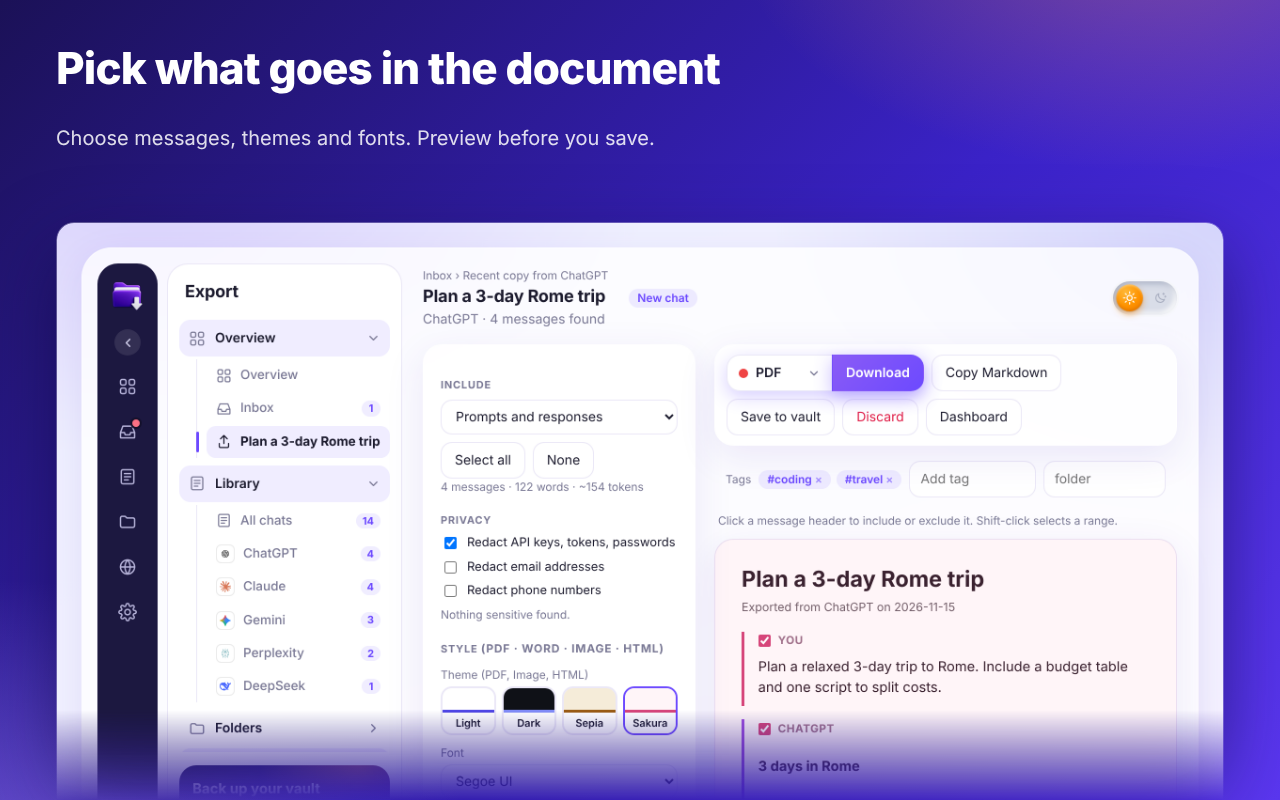 Pick what goes in the document
Choose messages, themes and fonts. Preview before you save.
Export
Overview
Overview
Inbox 1
Plan a 3-day Rome trip
Library
All chats 14
ChatGPT 4
Claude 4
Gemini 3
Perplexity 2
DeepSeek 1
Folders
Back up your vault
Inbox › Recent copy from ChatGPT
Plan a 3-day Rome trip New chat
ChatGPT · 4 messages found
INCLUDE
Prompts and responses
Select all None
4 messages · 122 words · ~154 tokens
PRIVACY
Redact API keys, tokens, passwords
Redact email addresses
Redact phone numbers
Nothing sensitive found.
STYLE (PDF · WORD · IMAGE · HTML)
Theme (PDF, Image, HTML)
Light Dark Sepia Sakura
Font
Segoe UI
PDF Download Copy Markdown
Save to vault Discard Dashboard
Tags #coding × #travel × Add tag folder
Click a message header to include or exclude it. Shift-click selects a range.
Plan a 3-day Rome trip
Exported from ChatGPT on 2026-11-15
YOU
Plan a relaxed 3-day trip to Rome. Include a budget table
and one script to split costs.
CHATGPT
3 days in Rome